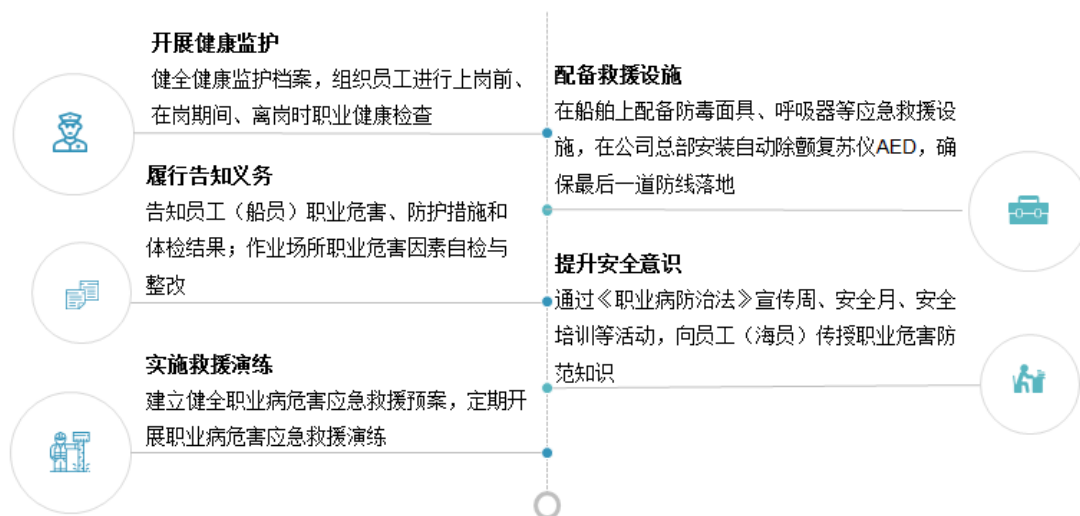 开展健康监护
健全健康监护档案，组织员工进行上岗前、
在岗期间、离岗时职业健康检查
配备救援设施
在船舶上配备防毒面具、呼吸器等应急救援设
施，在公司总部安装自动除颤复苏仪AED，确
保最后一道防线落地
履行告知义务
告知员工（船员）职业危害、防护措施和
体检结果；作业场所职业危害因素自检与
整改
提升安全意识
通过《职业病防治法》宣传周、安全月、安全
培训等活动，向员工（海员）传授职业危害防
范知识
实施救援演练
建立健全职业病危害应急救援预案，定期开
展职业病危害应急救援演练